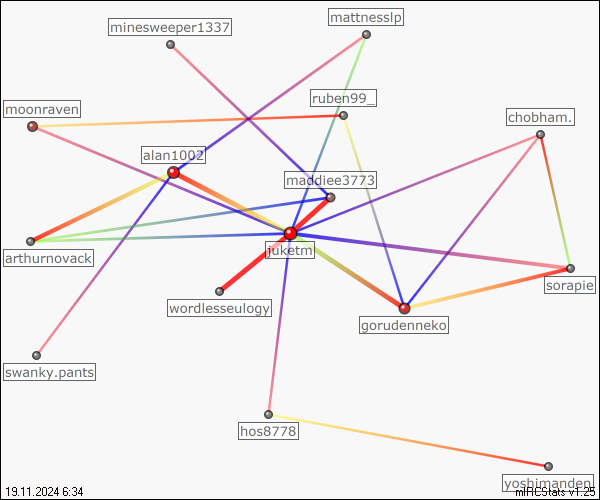 mattnesslp
minesweeper1337
ruben99_
moonraven
chobham.
alan1002
maddiee3773
juketm
arthurnovack
sorapie
wordlesseulogy
gorudenneko
swanky.pants
hos8778
yoshimanden
19.11.2024 6:34
mIRCStats v1.25